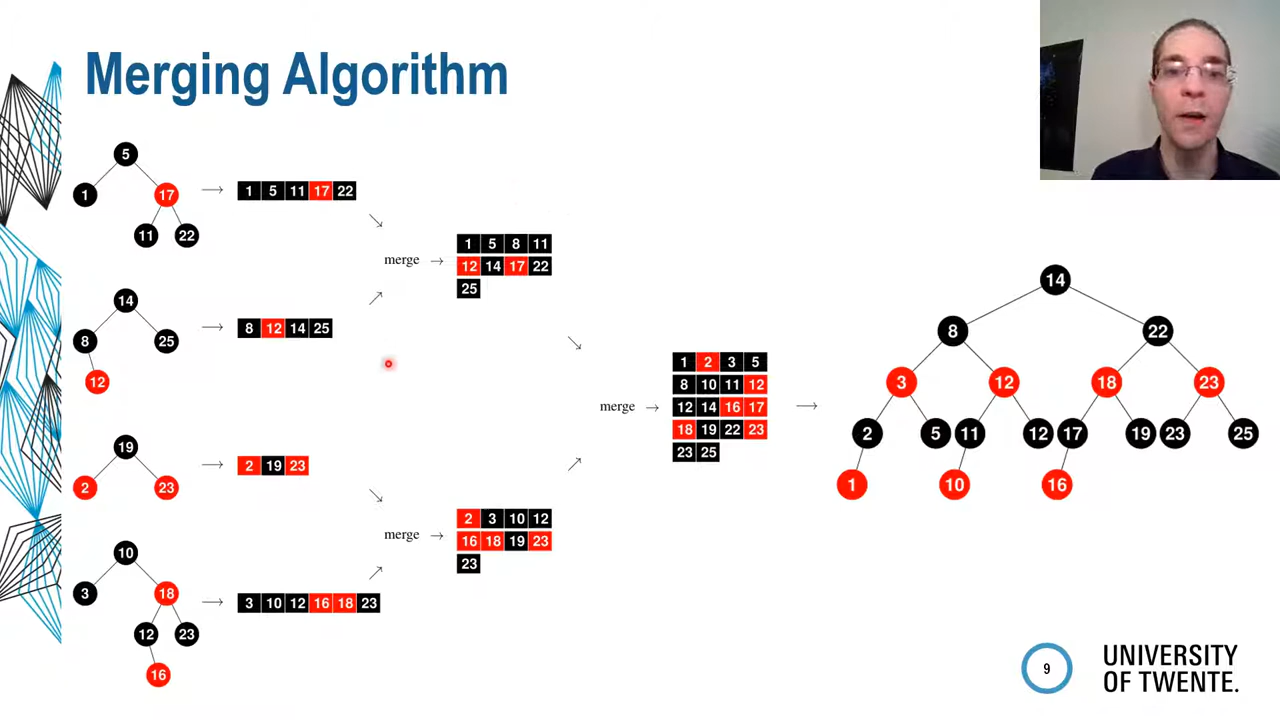 Merging Algorithm
5
1 17
11 22
1 5 11 17 22
14
8 25
12
8 12 14 25
merge
1 5 8 11
12 14 17 22
25
19
2 23
2 19 23
10
3 18
12 23
16
3 10 12 16 18 23
merge
2 3 10 12
16 18 19 23
23
merge
1 2 3 5
8 10 11 12
12 14 16 17
18 19 22 23
23 25
14
8 22
3 12 18 23
2 5 11 12 17 19 23 25
1 10 16
9
UNIVERSITY
OF TWENTE.